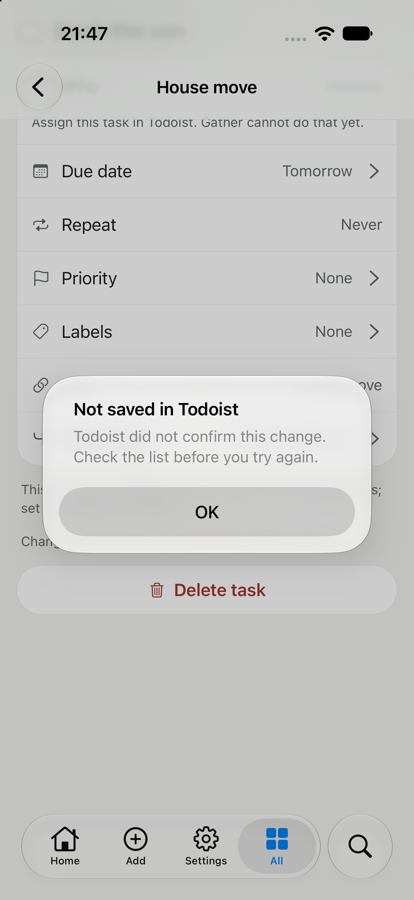 21:47
House move
Assign this task in Todoist. Gather cannot do that yet.
Due date Tomorrow
Repeat Never
Priority None
Labels None
Not saved in Todoist
Todoist did not confirm this change.
Check the list before you try again.
OK
set
Delete task
Home Add Settings All